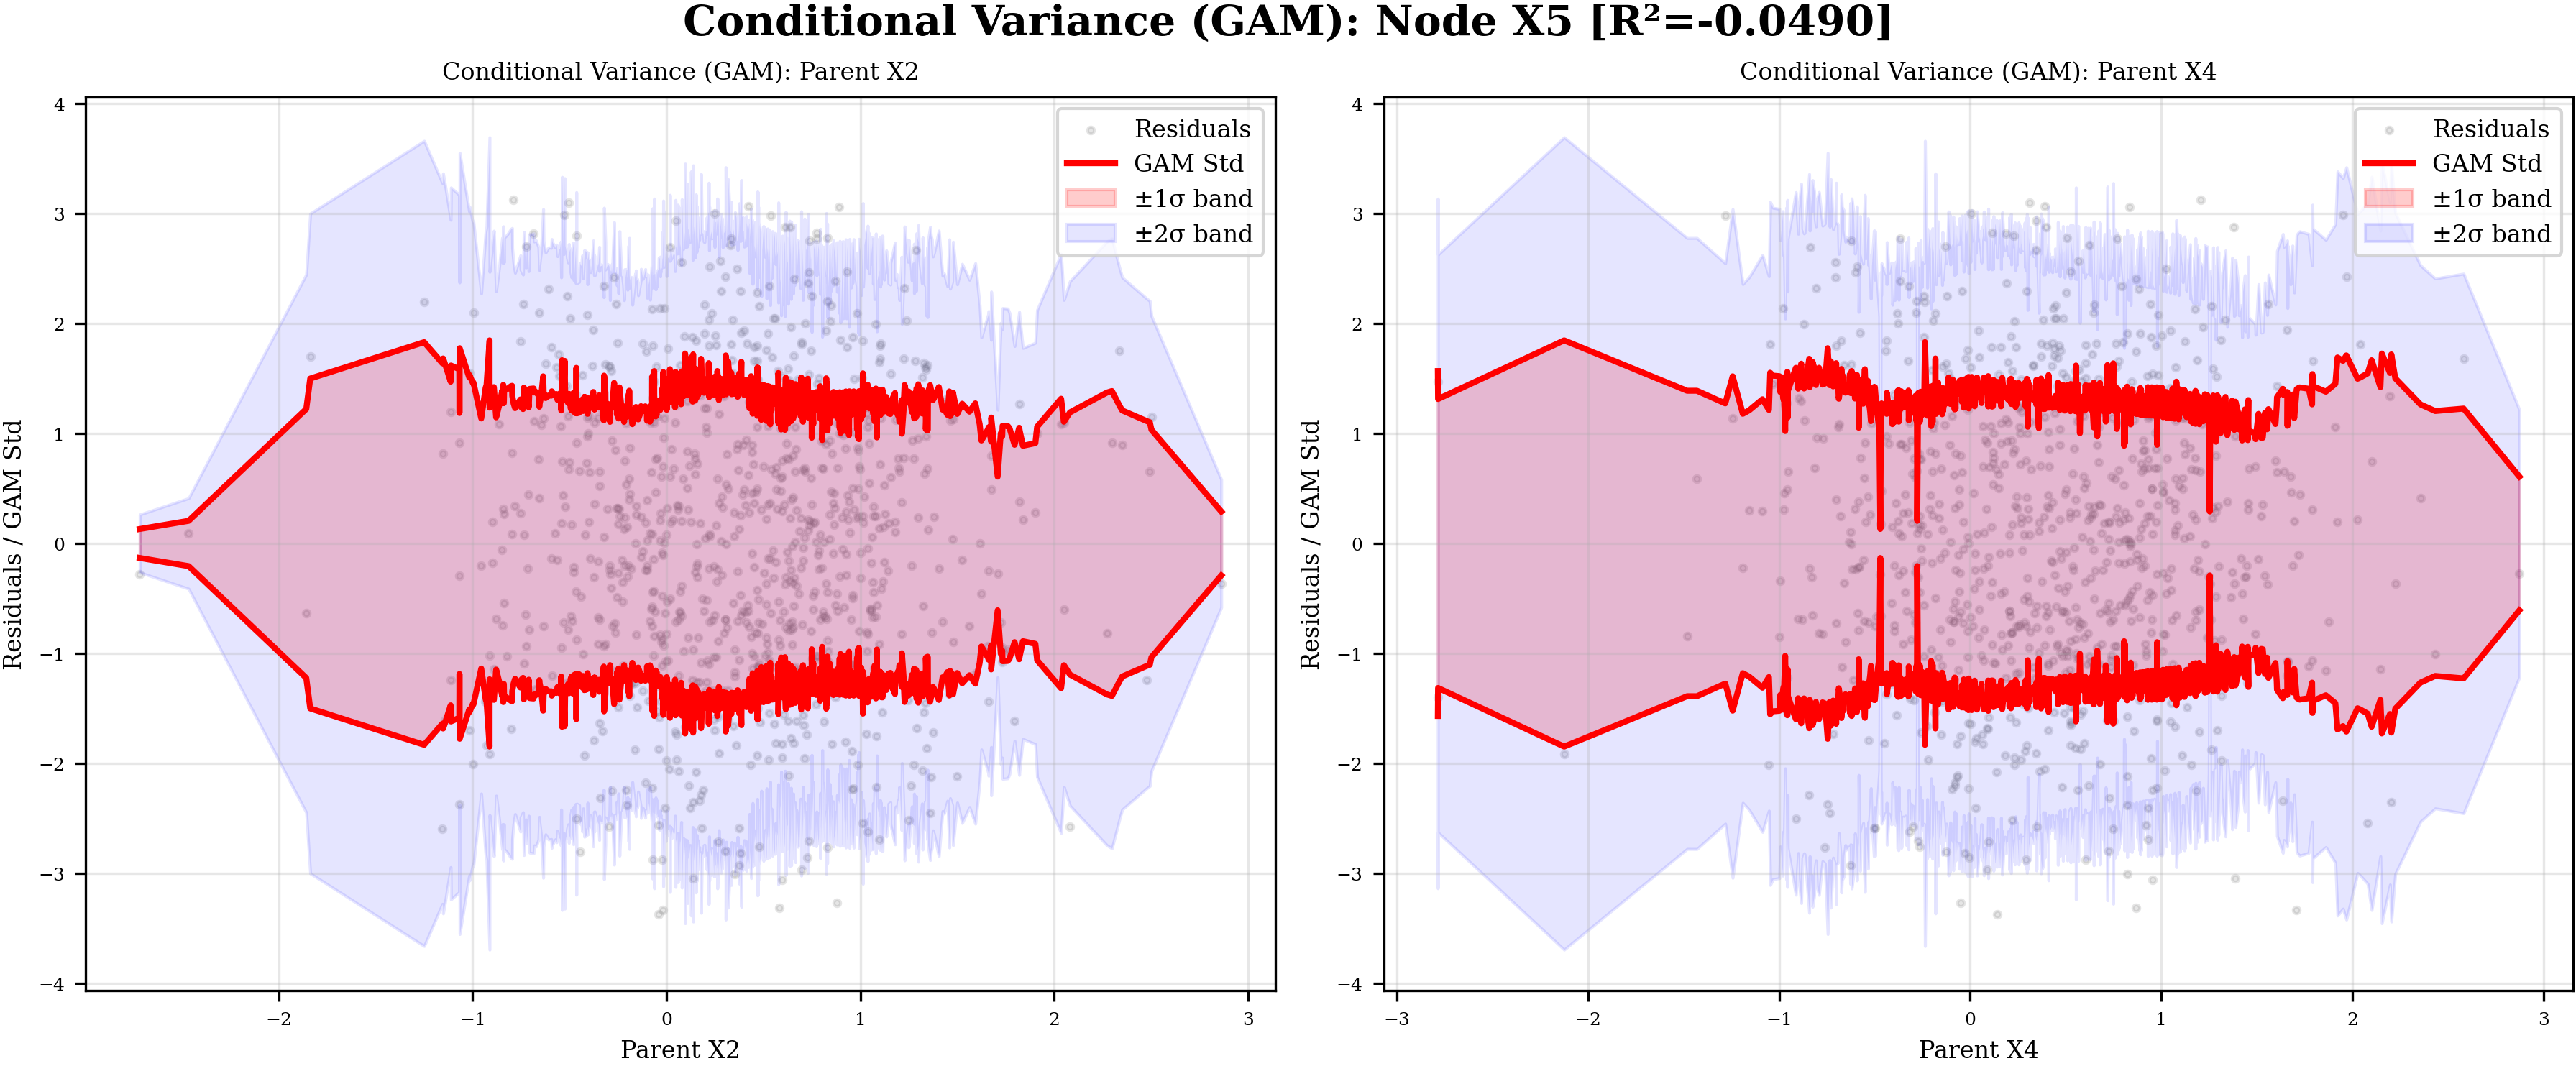 Conditional Variance (GAM): Node X5 [R²=-0.0490]
Conditional Variance (GAM): Parent X2
Residuals
GAM Std
±1σ band
±2σ band
4
3
2
1
0
−1
−2
−3
−4
Residuals / GAM Std
−2
−1
0
1
2
3
Parent X2
Conditional Variance (GAM): Parent X4
Residuals
GAM Std
±1σ band
±2σ band
4
3
2
1
0
−1
−2
−3
−4
Residuals / GAM Std
−3
−2
−1
0
1
2
3
Parent X4